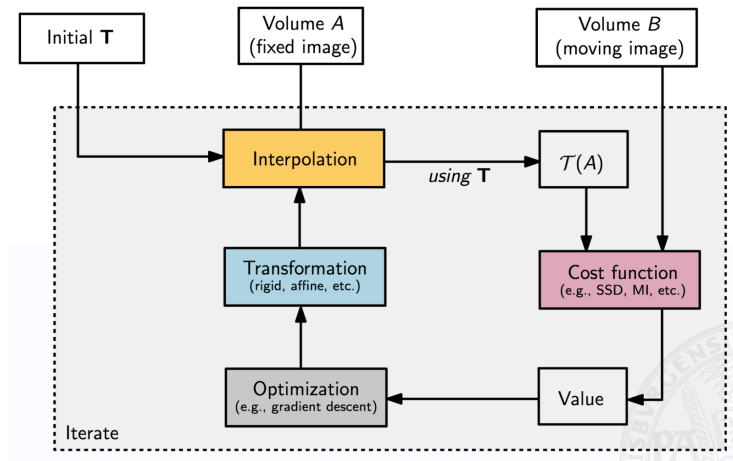 Initial T
Volume A
(fixed image)
Volume B
(moving image)
Interpolation
using T
𝒯(A)
Transformation
(rigid, affine, etc.)
Cost function
(e.g., SSD, MI, etc.)
Optimization
(e.g., gradient descent)
Value
Iterate